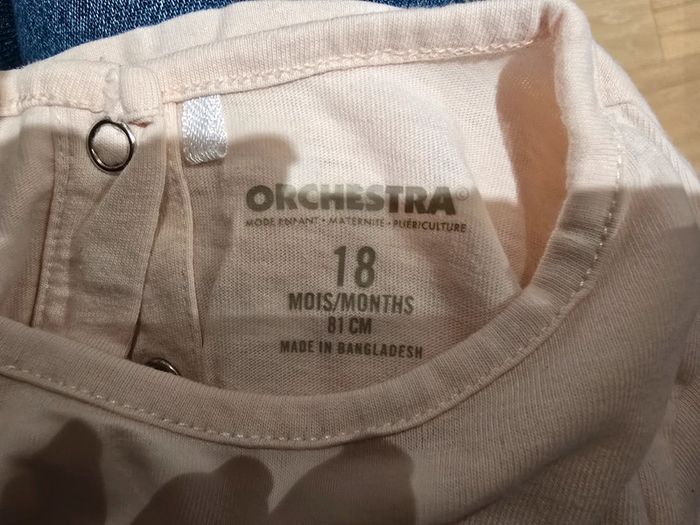 ORCHESTRA®
MODE ENFANT • MATERNITÉ • PUÉRICULTURE
18
MOIS/MONTHS
81 CM
MADE IN BANGLADESH